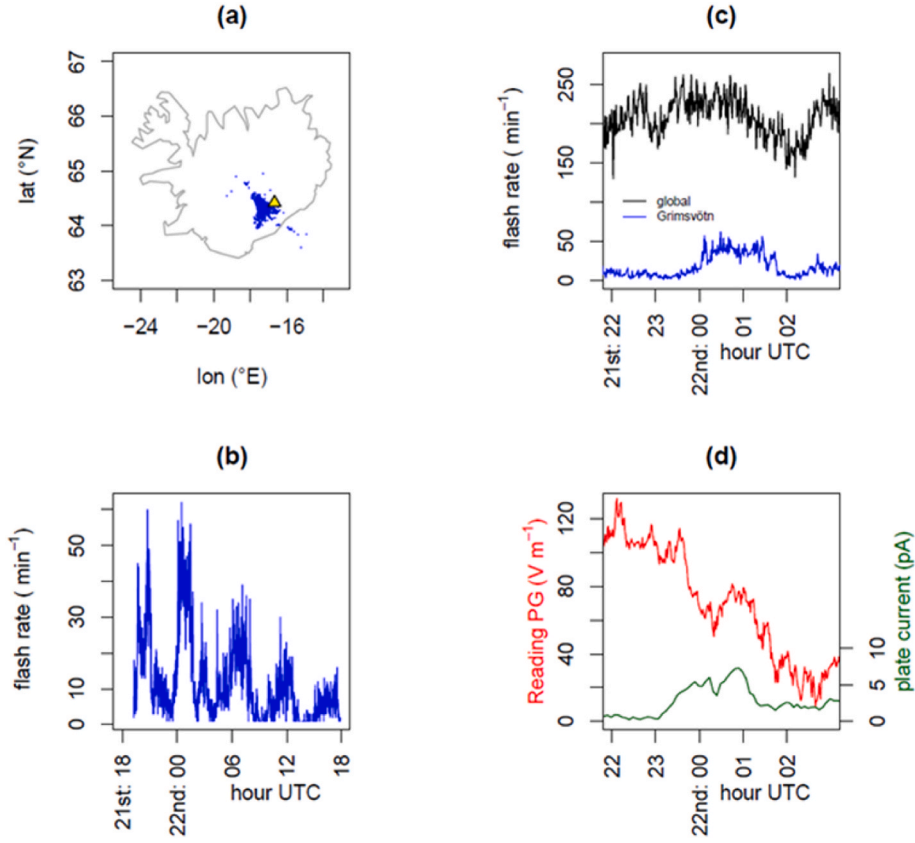 (a)
67
66
65
64
63
lat (°N)
−24 −20 −16
lon (°E)
(c)
250
150
50
0
flash rate ( min⁻¹)
global
Grimsvötn
21st: 22
23
22nd: 00
01
02
hour UTC
(b)
50
30
10
0
flash rate ( min⁻¹)
21st: 18
22nd: 00
06
12
18
hour UTC
(d)
120
80
40
0
Reading PG (V m⁻¹)
10
5
0
plate current (pA)
22
23
22nd: 00
01
02
hour UTC